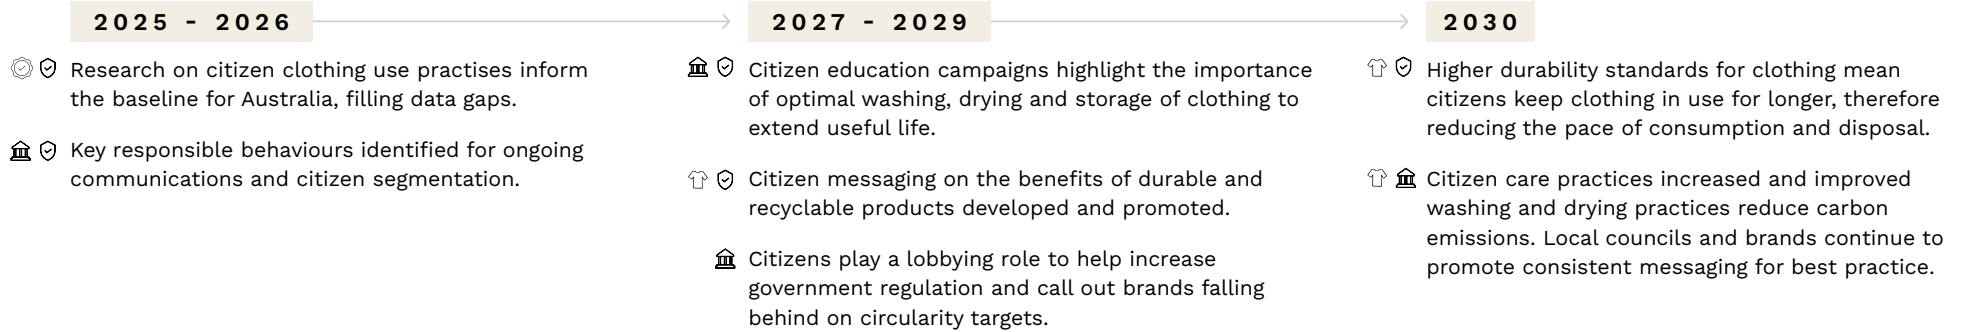 2025 - 2026
Research on citizen clothing use practises inform
the baseline for Australia, filling data gaps.
Key responsible behaviours identified for ongoing
communications and citizen segmentation.
2027 - 2029
Citizen education campaigns highlight the importance
of optimal washing, drying and storage of clothing to
extend useful life.
Citizen messaging on the benefits of durable and
recyclable products developed and promoted.
Citizens play a lobbying role to help increase
government regulation and call out brands falling
behind on circularity targets.
2030
Higher durability standards for clothing mean
citizens keep clothing in use for longer, therefore
reducing the pace of consumption and disposal.
Citizen care practices increased and improved
washing and drying practices reduce carbon
emissions. Local councils and brands continue to
promote consistent messaging for best practice.